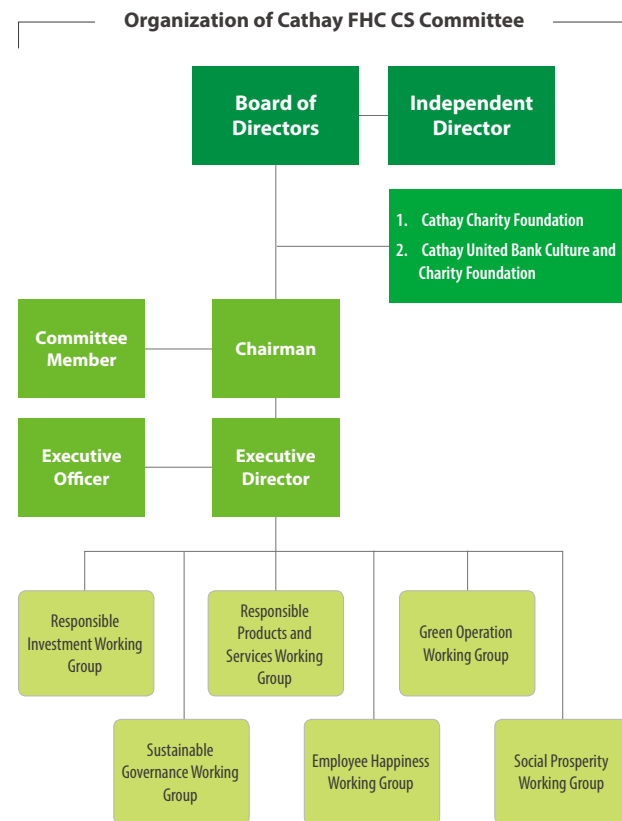 Organization of Cathay FHC CS Committee
Board of
Directors
Independent
Director
1. Cathay Charity Foundation
2. Cathay United Bank Culture and
Charity Foundation
Committee
Member
Chairman
Executive
Officer
Executive
Director
Responsible
Investment Working
Group
Responsible
Products and
Services Working
Group
Green Operation
Working Group
Sustainable
Governance Working
Group
Employee Happiness
Working Group
Social Prosperity
Working Group